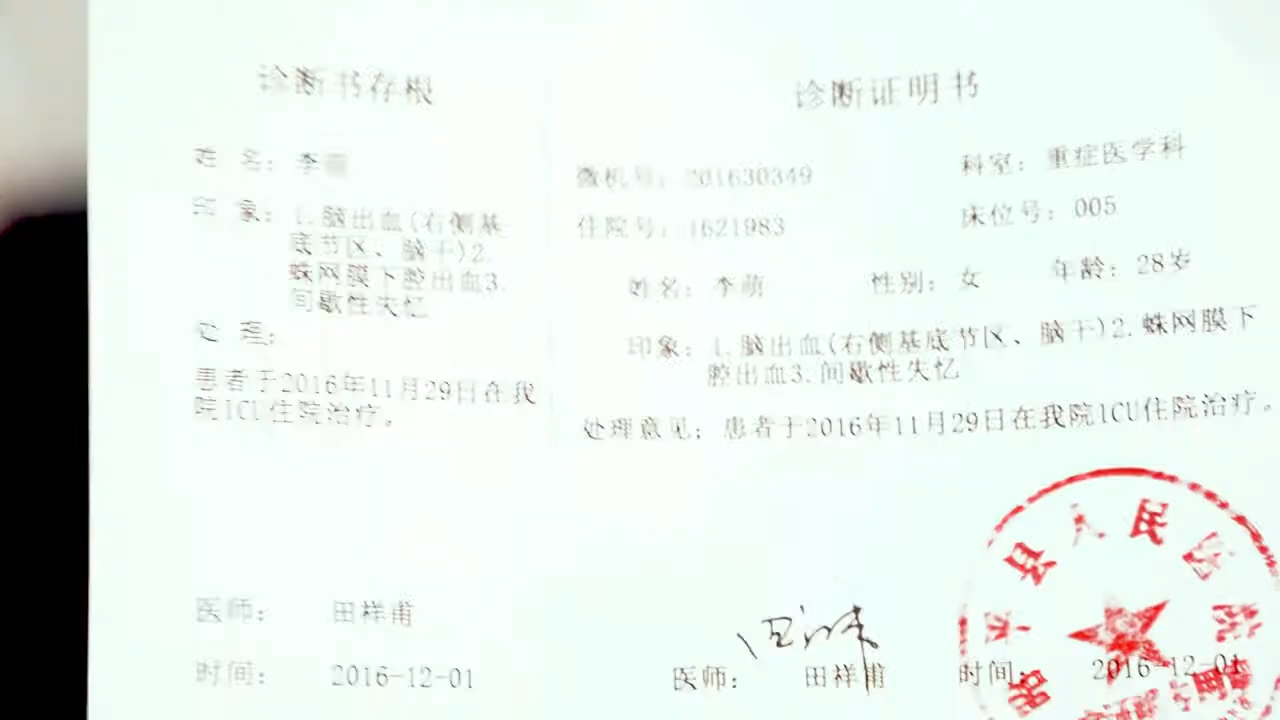 诊断书存根
姓 名：李萌
印 象：1.脑出血(右侧基
底节区、脑干)2.
蛛网膜下腔出血3.
间歇性失忆
处 理：
患者于2016年11月29日在我
院ICU住院治疗。
医师： 田祥甫
时间： 2016-12-01
诊断证明书
微机号：201630349 科室：重症医学科
住院号：1621983 床位号：005
姓名：李萌 性别：女 年龄：28岁
印象：1.脑出血(右侧基底节区、脑干)2.蛛网膜下
腔出血3.间歇性失忆
处理意见：患者于2016年11月29日在我院ICU住院治疗。
医师： 田祥甫 时间： 2016-12-01
县人民医院